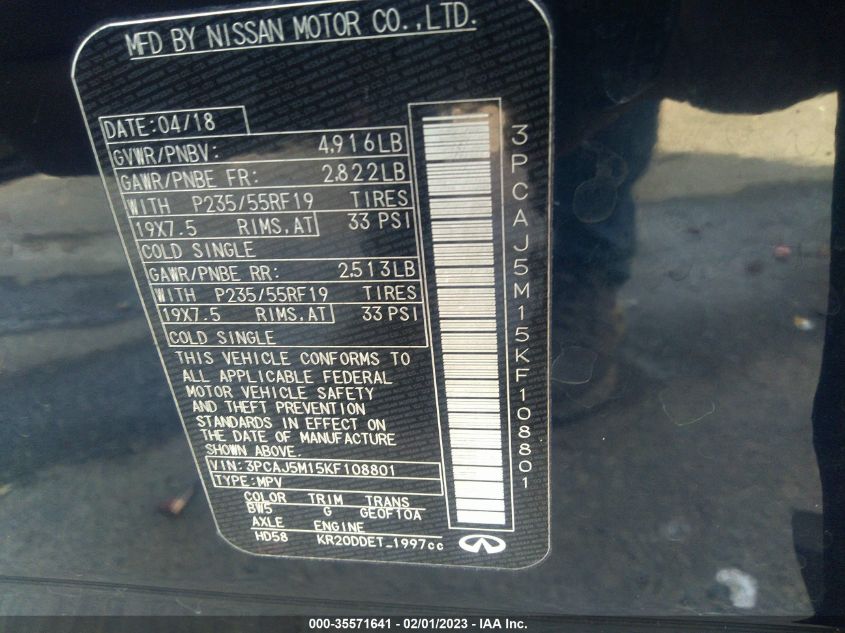 MFD BY NISSAN MOTOR CO.,LTD.
DATE:04/18
GVWR/PNBV: 4,916LB
GAWR/PNBE FR: 2,822LB
WITH P235/55RF19 TIRES
19X7.5 RIMS,AT 33 PSI
COLD SINGLE
GAWR/PNBE RR: 2,513LB
WITH P235/55RF19 TIRES
19X7.5 RIMS,AT 33 PSI
COLD SINGLE
THIS VEHICLE CONFORMS TO
ALL APPLICABLE FEDERAL
MOTOR VEHICLE SAFETY
AND THEFT PREVENTION
STANDARDS IN EFFECT ON
THE DATE OF MANUFACTURE
SHOWN ABOVE.
VIN:3PCAJ5M15KF108801
TYPE:MPV
COLOR TRIM TRANS
BW5 G GE0F10A
AXLE ENGINE
HD58 KR20DDET_1997cc
3PCAJ5M15KF108801
000-35571641 - 02/01/2023 - IAA Inc.